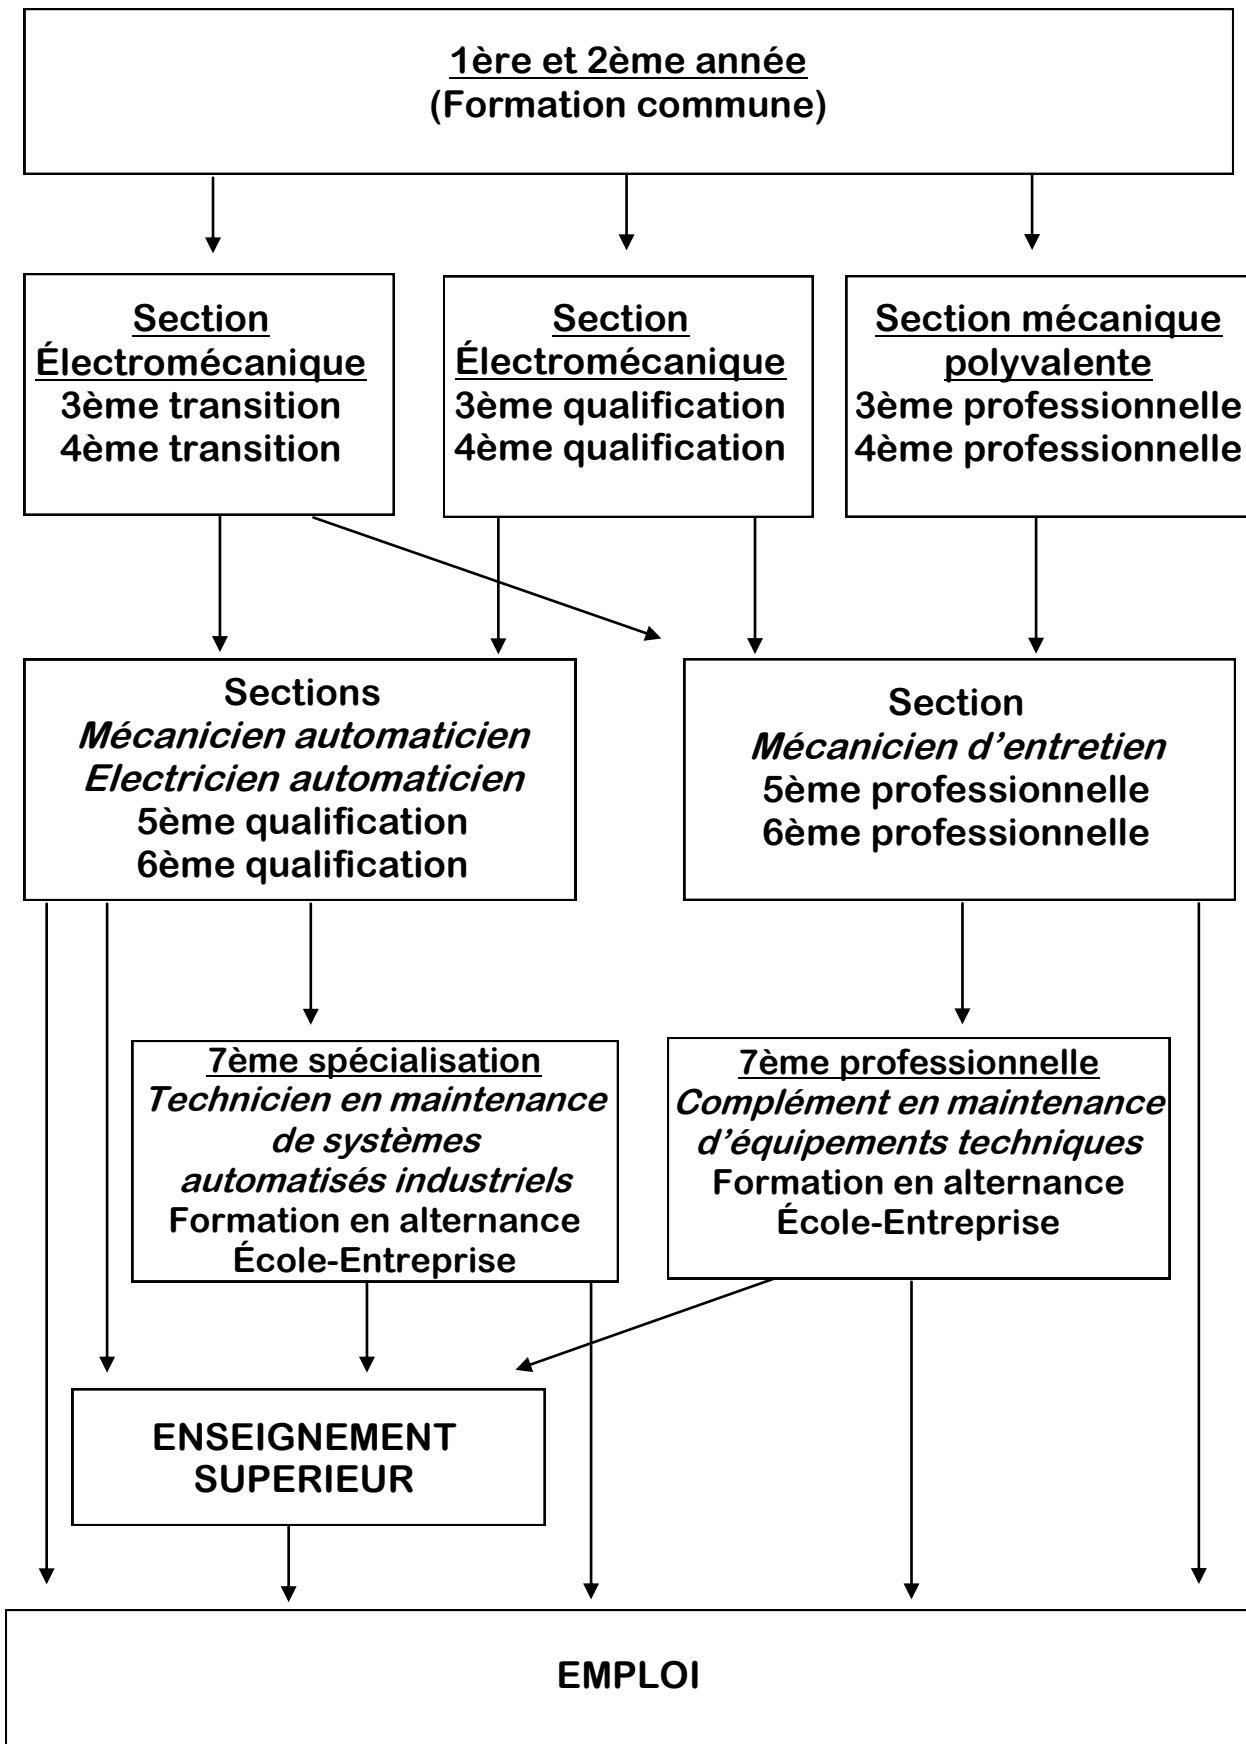 1ère et 2ème année
(Formation commune)
Section
Électromécanique
3ème transition
4ème transition
Section
Électromécanique
3ème qualification
4ème qualification
Section mécanique
polyvalente
3ème professionnelle
4ème professionnelle
Sections
Mécanicien automaticien
Electricien automaticien
5ème qualification
6ème qualification
Section
Mécanicien d’entretien
5ème professionnelle
6ème professionnelle
7ème spécialisation
Technicien en maintenance
de systèmes
automatisés industriels
Formation en alternance
École-Entreprise
7ème professionnelle
Complément en maintenance
d’équipements techniques
Formation en alternance
École-Entreprise
ENSEIGNEMENT
SUPERIEUR
EMPLOI